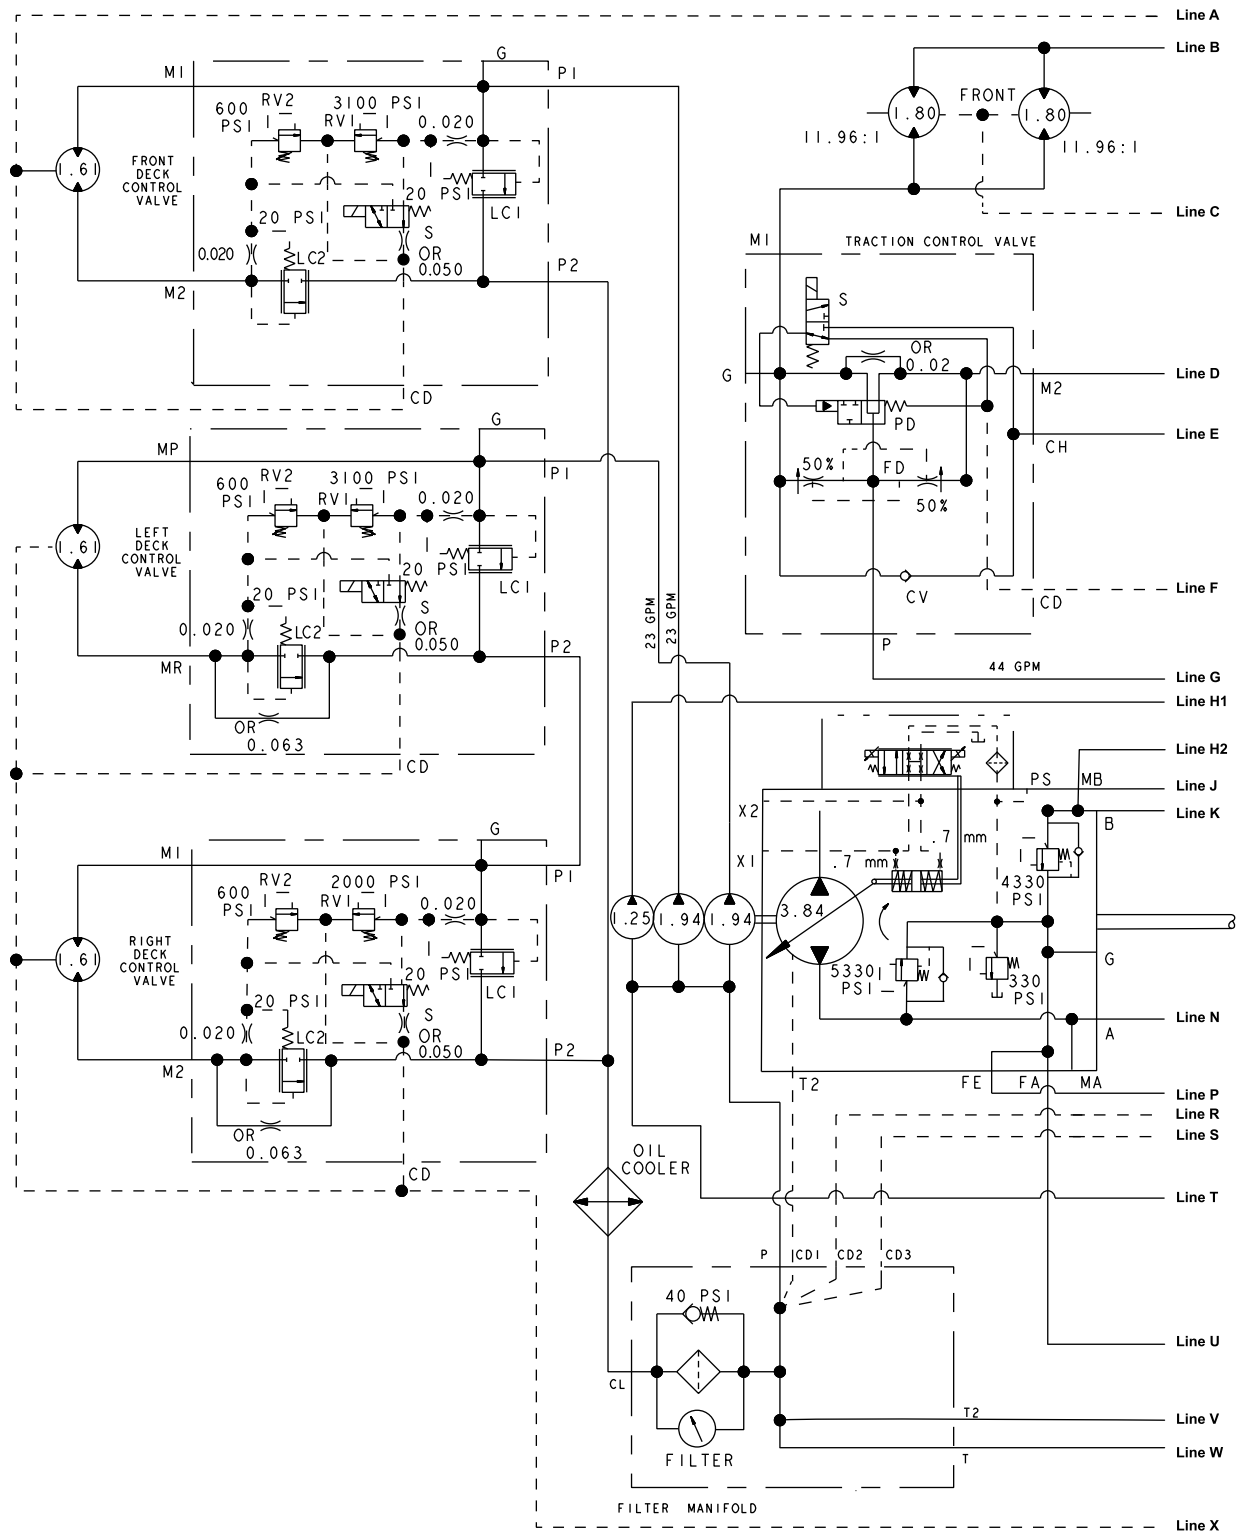 Line A
Line B
G
M1
P1
600
PSI
RV2
3100 PSI
RV1
0.020
FRONT
1.80
1.80
11.96:1
11.96:1
1.61
FRONT
DECK
CONTROL
VALVE
20
PSI
LC1
Line C
20 PSI
S
OR
0.050
0.020
LC2
P2
M2
M1
TRACTION CONTROL VALVE
S
OR
0.02
G
Line D
M2
CD
PD
G
MP
P1
CH
Line E
600
PSI
RV2
3100 PSI
RV1
0.020
50%
FD
50%
1.61
LEFT
DECK
CONTROL
VALVE
20
PSI
LC1
CV
CD
Line F
20 PSI
S
OR
0.050
0.020
LC2
P2
MR
23 GPM
23 GPM
P
44 GPM
Line G
Line H1
OR
0.063
CD
Line H2
PS
MB
Line J
X2
B
Line K
G
M1
P1
X1
.7 mm
.7 mm
4330
PSI
600
PSI
RV2
2000 PSI
RV1
0.020
1.25
1.94
1.94
3.84
1.61
RIGHT
DECK
CONTROL
VALVE
20
PSI
LC1
5330
PSI
330
PSI
G
20 PSI
S
OR
0.050
0.020
LC2
P2
M2
Line N
A
T2
FE
FA
MA
Line P
Line R
Line S
OR
0.063
CD
OIL
COOLER
Line T
P
CD1
CD2
CD3
40 PSI
Line U
CL
T2
Line V
FILTER
T
Line W
FILTER MANIFOLD
Line X